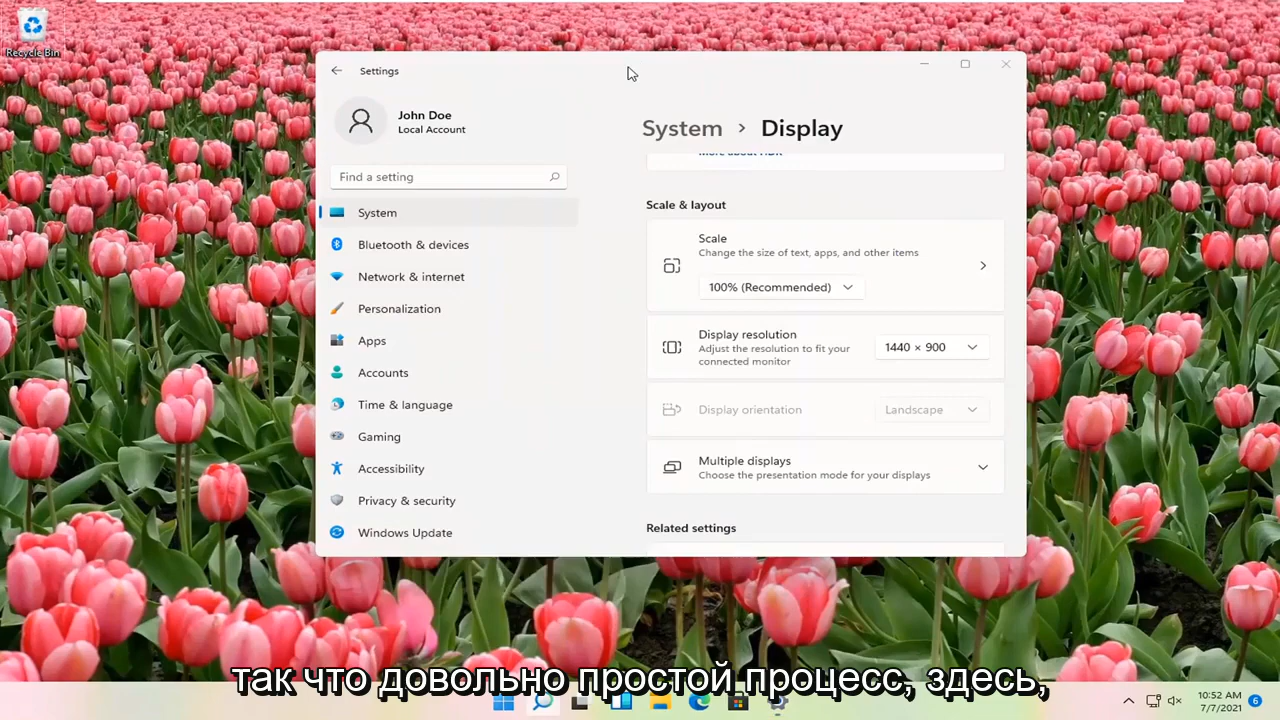 Recycle Bin
Settings
John Doe
Local Account
Find a setting
System
Bluetooth & devices
Network & internet
Personalization
Apps
Accounts
Time & language
Gaming
Accessibility
Privacy & security
Windows Update
System > Display
More about HDR
Scale & layout
Scale
Change the size of text, apps, and other items
100% (Recommended)
Display resolution
Adjust the resolution to fit your
connected monitor
1440 × 900
Display orientation
Landscape
Multiple displays
Choose the presentation mode for your displays
Related settings
так что довольно простой процесс, здесь,
10:52 AM
7/7/2021
6